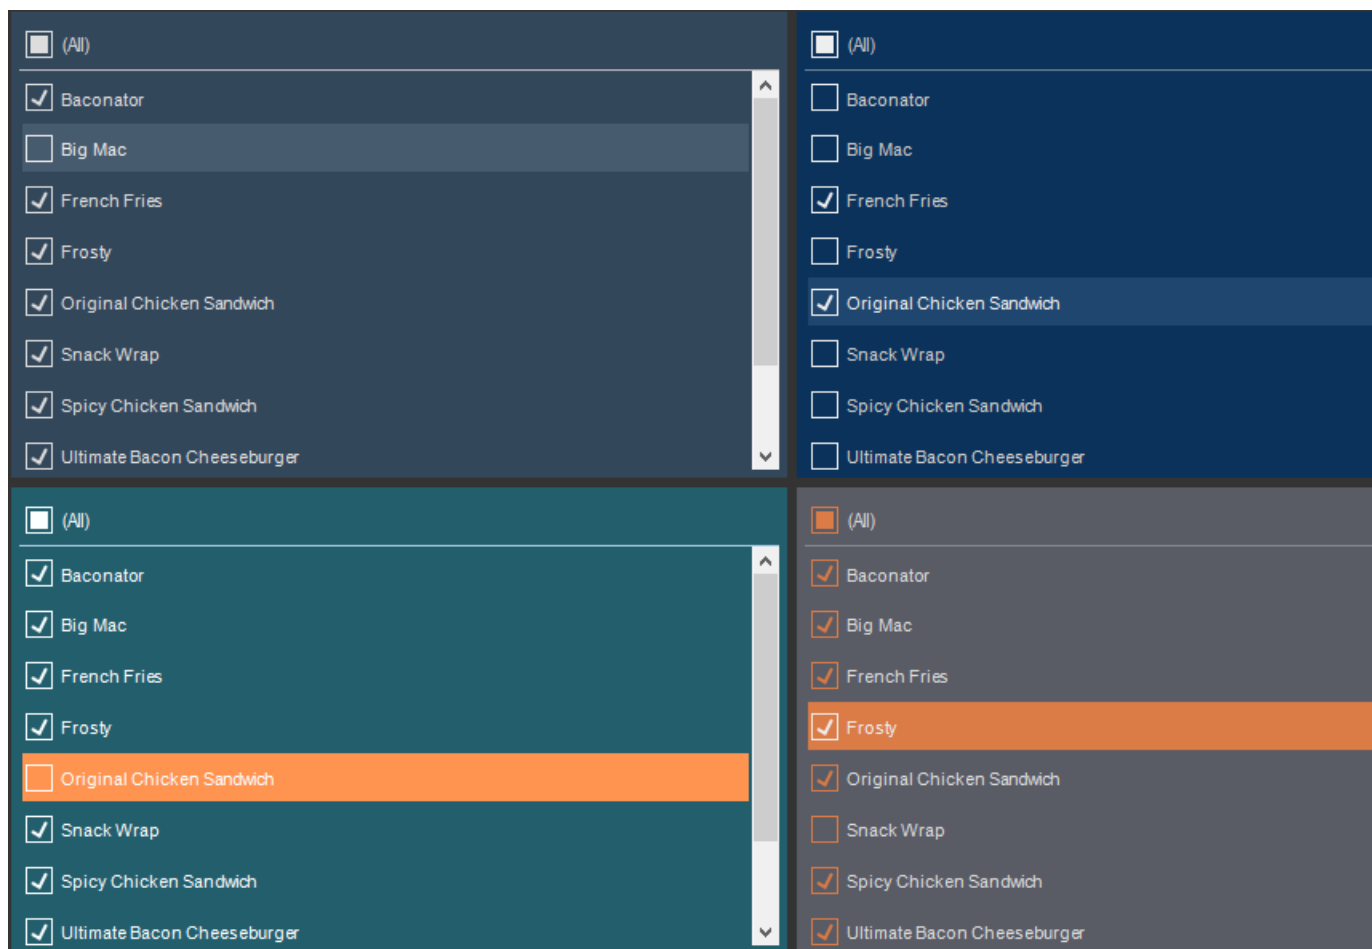 (All)
Baconator
Big Mac
French Fries
Frosty
Original Chicken Sandwich
Snack Wrap
Spicy Chicken Sandwich
Ultimate Bacon Cheeseburger
(All)
Baconator
Big Mac
French Fries
Frosty
Original Chicken Sandwich
Snack Wrap
Spicy Chicken Sandwich
Ultimate Bacon Cheeseburger
(All)
Baconator
Big Mac
French Fries
Frosty
Original Chicken Sandwich
Snack Wrap
Spicy Chicken Sandwich
Ultimate Bacon Cheeseburger
(All)
Baconator
Big Mac
French Fries
Frosty
Original Chicken Sandwich
Snack Wrap
Spicy Chicken Sandwich
Ultimate Bacon Cheeseburger